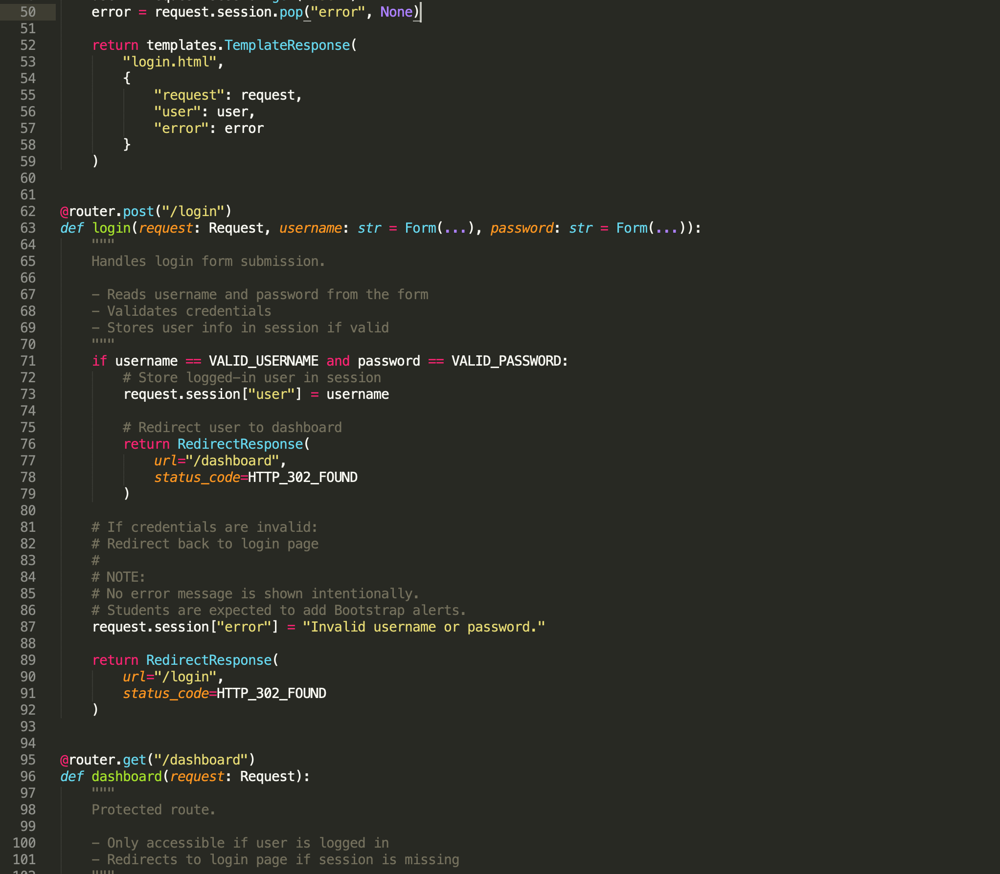 50 error = request.session.pop("error", None)
51
52 return templates.TemplateResponse(
53 "login.html",
54 {
55 "request": request,
56 "user": user,
57 "error": error
58 }
59 )
60
61
62 @router.post("/login")
63 def login(request: Request, username: str = Form(...), password: str = Form(...)):
64 """
65 Handles login form submission.
66
67 - Reads username and password from the form
68 - Validates credentials
69 - Stores user info in session if valid
70 """
71 if username == VALID_USERNAME and password == VALID_PASSWORD:
72 # Store logged-in user in session
73 request.session["user"] = username
74
75 # Redirect user to dashboard
76 return RedirectResponse(
77 url="/dashboard",
78 status_code=HTTP_302_FOUND
79 )
80
81 # If credentials are invalid:
82 # Redirect back to login page
83 #
84 # NOTE:
85 # No error message is shown intentionally.
86 # Students are expected to add Bootstrap alerts.
87 request.session["error"] = "Invalid username or password."
88
89 return RedirectResponse(
90 url="/login",
91 status_code=HTTP_302_FOUND
92 )
93
94
95 @router.get("/dashboard")
96 def dashboard(request: Request):
97 """
98 Protected route.
99
100 - Only accessible if user is logged in
101 - Redirects to login page if session is missing
102 """